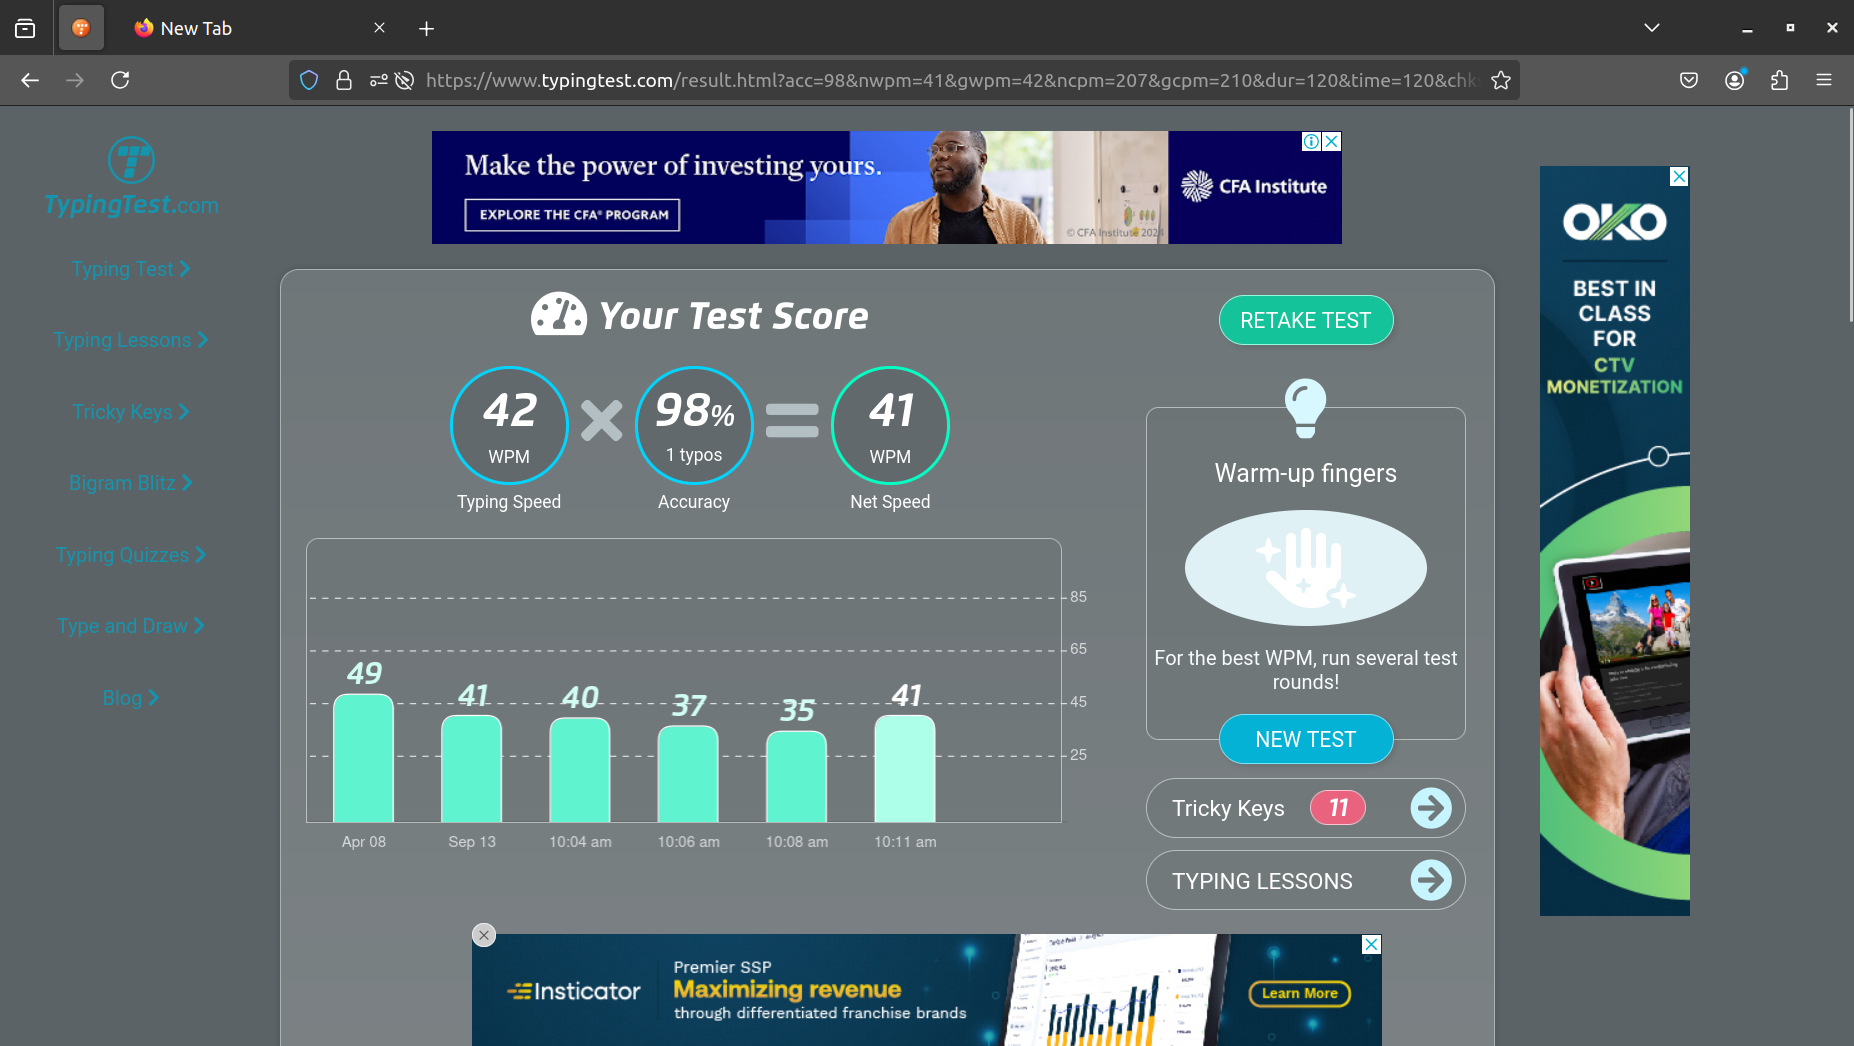 New Tab
https://www.typingtest.com/result.html?acc=98&nwpm=41&gwpm=42&ncpm=207&gcpm=210&dur=120&time=120&chks
TypingTest.com
Typing Test
Typing Lessons
Tricky Keys
Bigram Blitz
Typing Quizzes
Type and Draw
Blog
Make the power of investing yours.
EXPLORE THE CFA® PROGRAM
CFA Institute
© CFA Institute 2024
Your Test Score
42
WPM
Typing Speed
98%
1 typos
Accuracy
41
WPM
Net Speed
85
65
45
25
49
41
40
37
35
41
Apr 08
Sep 13
10:04 am
10:06 am
10:08 am
10:11 am
RETAKE TEST
Warm-up fingers
For the best WPM, run several test
rounds!
NEW TEST
Tricky Keys 11
TYPING LESSONS
OKO
BEST IN
CLASS
FOR
CTV
MONETIZATION
Insticator
Premier SSP
Maximizing revenue
through differentiated franchise brands
Learn More